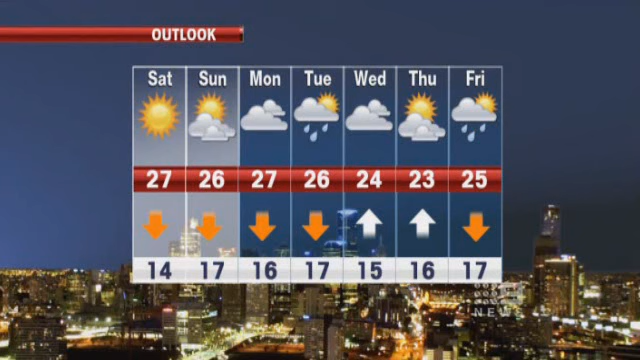 OUTLOOK
Sat Sun Mon Tue Wed Thu Fri
27 26 27 26 24 23 25
14 17 16 17 15 16 17
NEWS